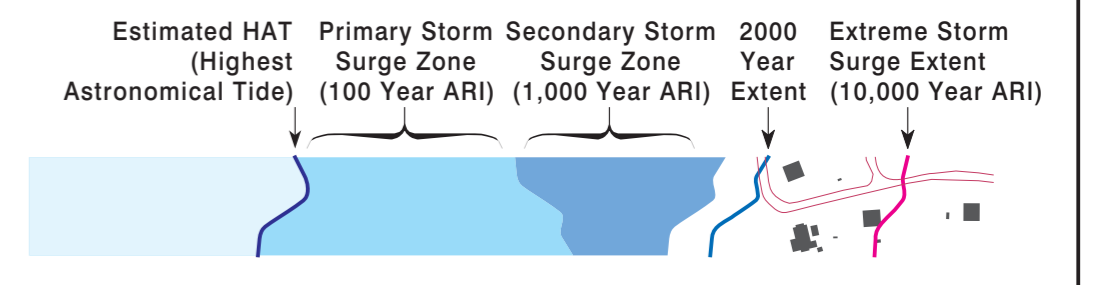 Estimated HAT
(Highest
Astronomical Tide)
Primary Storm
Surge Zone
(100 Year ARI)
Secondary Storm
Surge Zone
(1,000 Year ARI)
2000
Year
Extent
Extreme Storm
Surge Extent
(10,000 Year ARI)